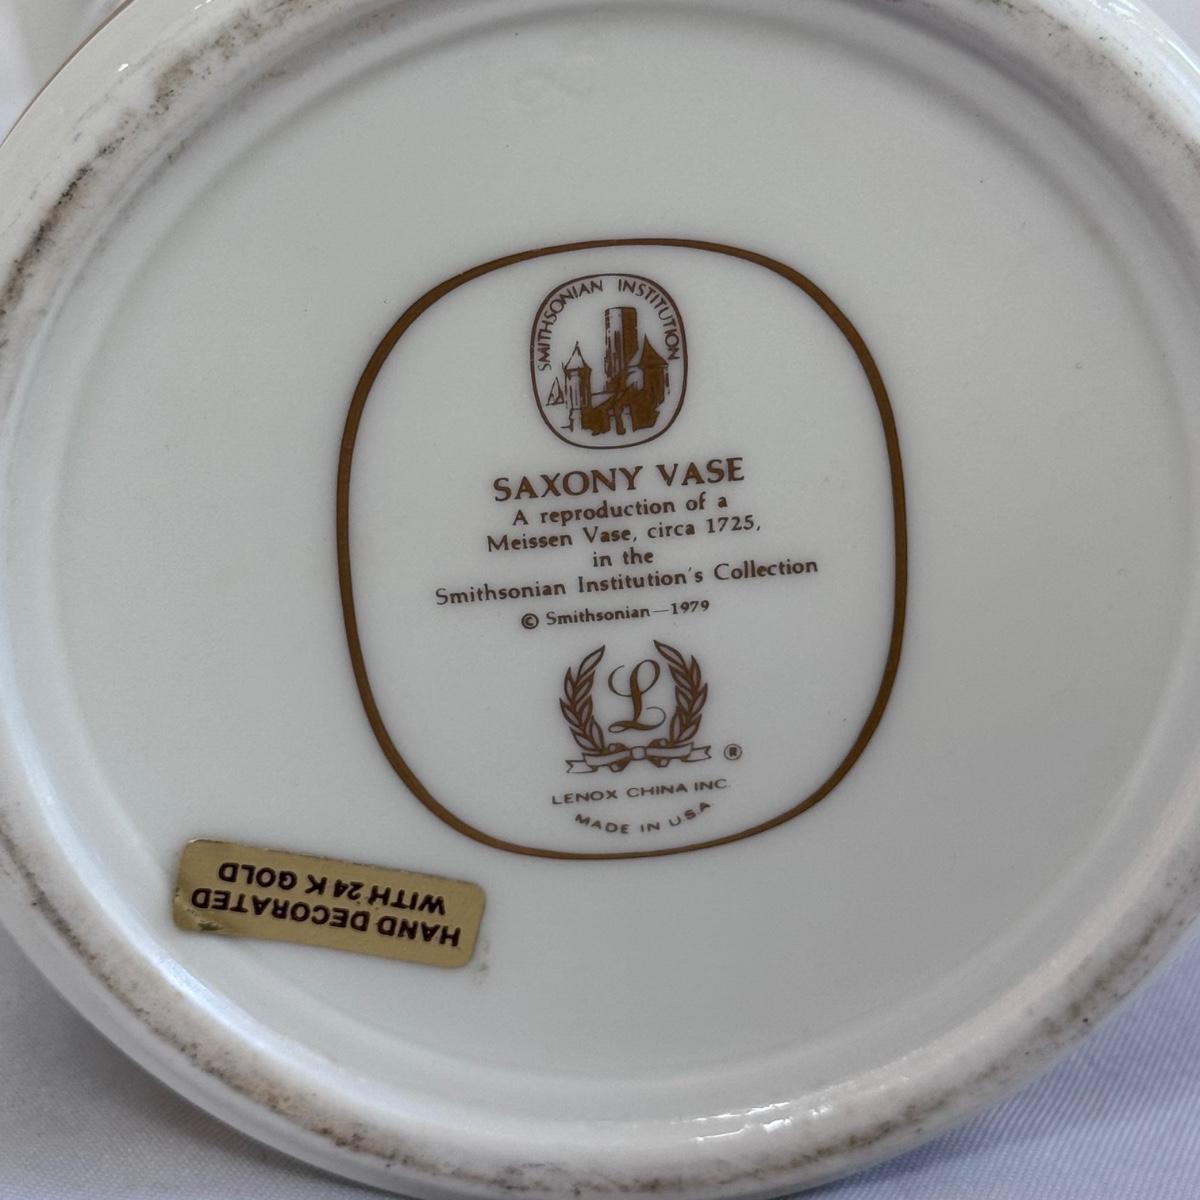 SMITHSONIAN INSTITUTION
SAXONY VASE
A reproduction of a
Meissen Vase, circa 1725,
in the
Smithsonian Institution's Collection
© Smithsonian—1979
L
®
LENOX CHINA INC.
MADE IN U.S.A.
HAND DECORATED
WITH 24 K GOLD